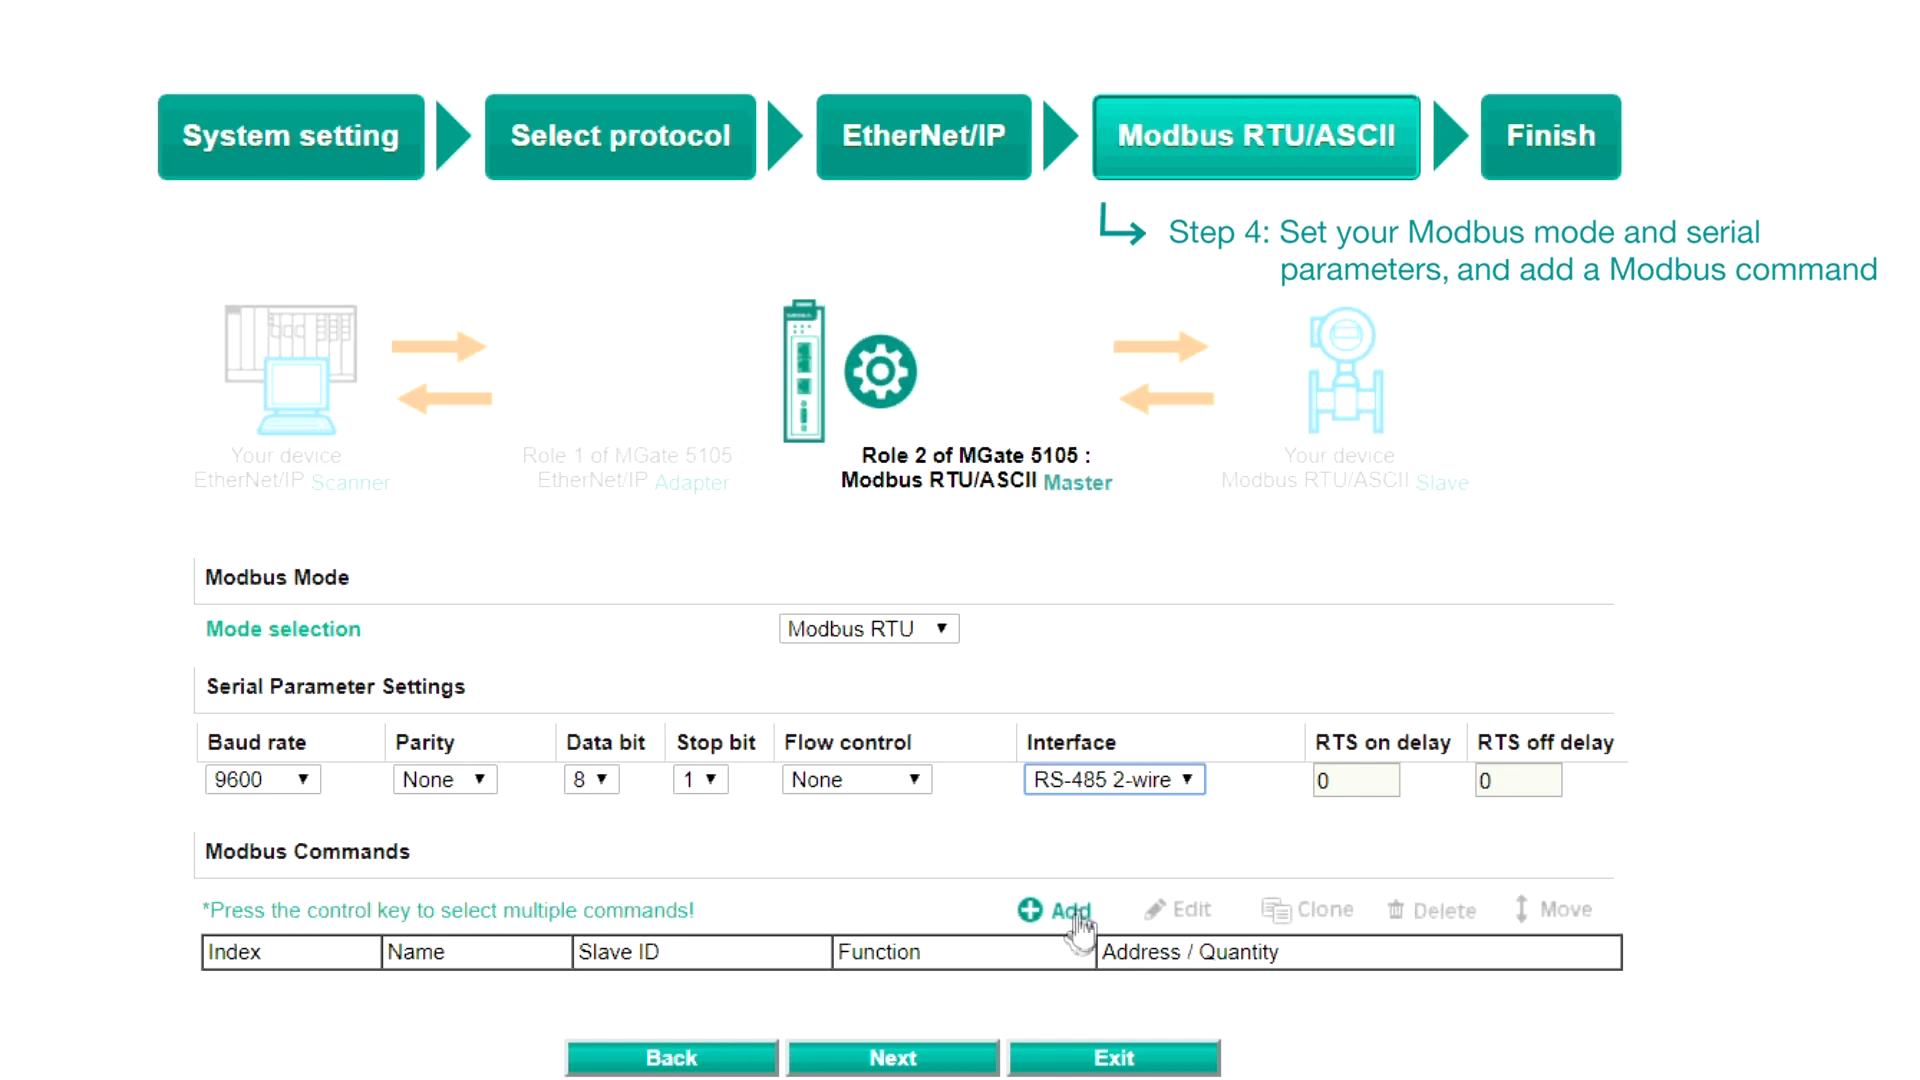 System setting
Select protocol
EtherNet/IP
Modbus RTU/ASCII
Finish
Step 4: Set your Modbus mode and serial
parameters, and add a Modbus command
Your device
EtherNet/IP Scanner
Role 1 of MGate 5105
EtherNet/IP Adapter
Role 2 of MGate 5105 :
Modbus RTU/ASCII Master
Your device
Modbus RTU/ASCII Slave
Modbus Mode
Mode selection
Modbus RTU
Serial Parameter Settings
Baud rate Parity Data bit Stop bit Flow control Interface RTS on delay RTS off delay
9600 None 8 1 None RS-485 2-wire 0 0
Modbus Commands
*Press the control key to select multiple commands!
Add Edit Clone Delete Move
Index Name Slave ID Function Address / Quantity
Back Next Exit